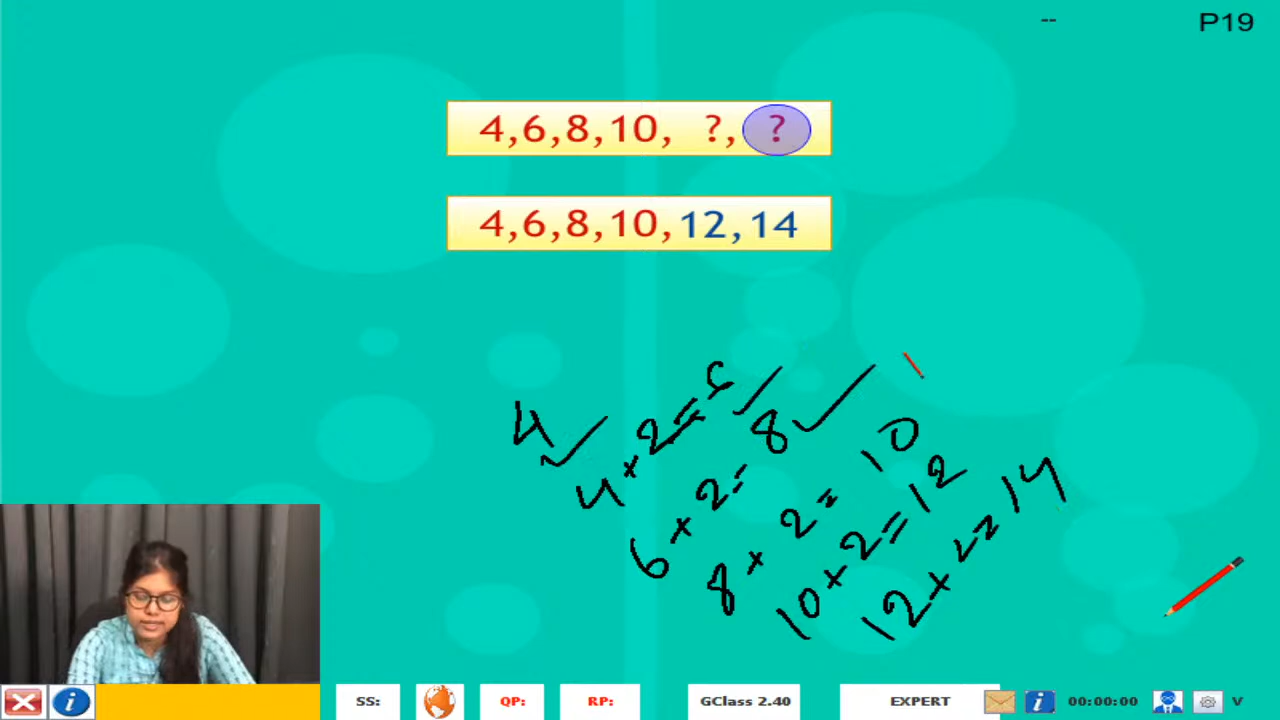 --
P19
4,6,8,10, ?, ?
4,6,8,10,12,14
4
4+2=6
6+2=8
8+2=10
10+2=12
12+2=14
SS:
QP:
RP:
GClass 2.40
EXPERT
00:00:00
V